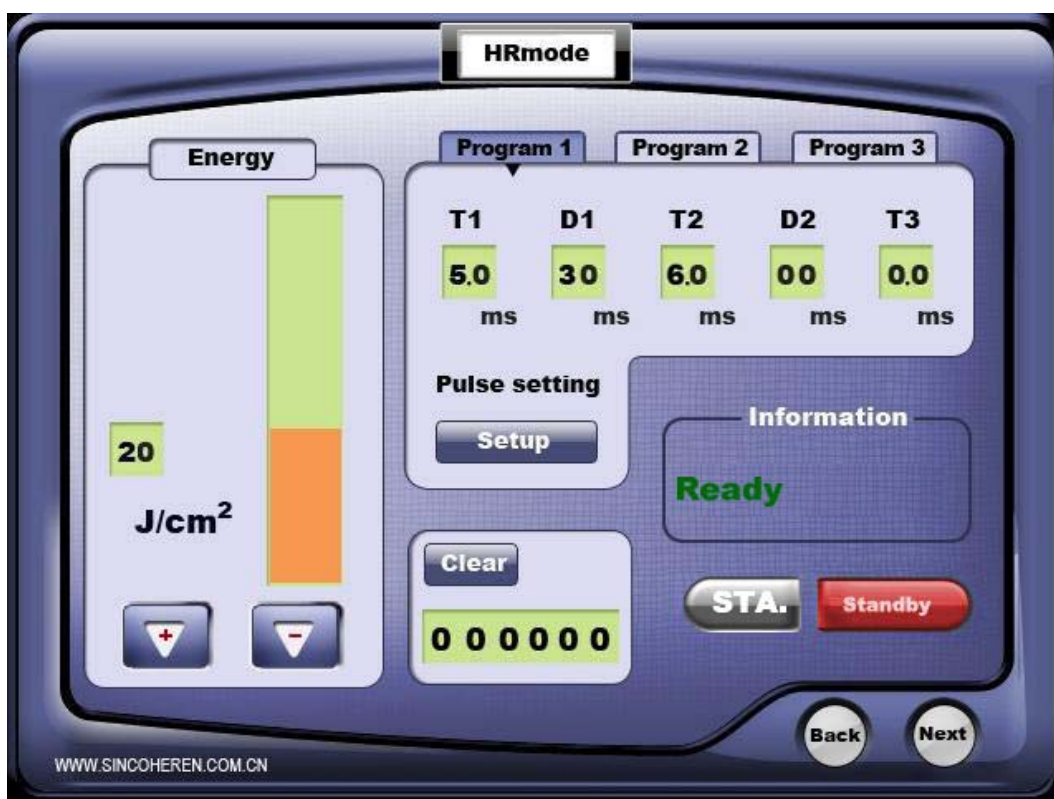 HRmode
Energy
20
J/cm²
+ -
Program 1 Program 2 Program 3
T1 D1 T2 D2 T3
5.0 30 6.0 00 0.0
ms ms ms ms ms
Pulse setting
Setup
Information
Ready
Clear
000000
STA. Standby
Back Next
WWW.SINCOHEREN.COM.CN